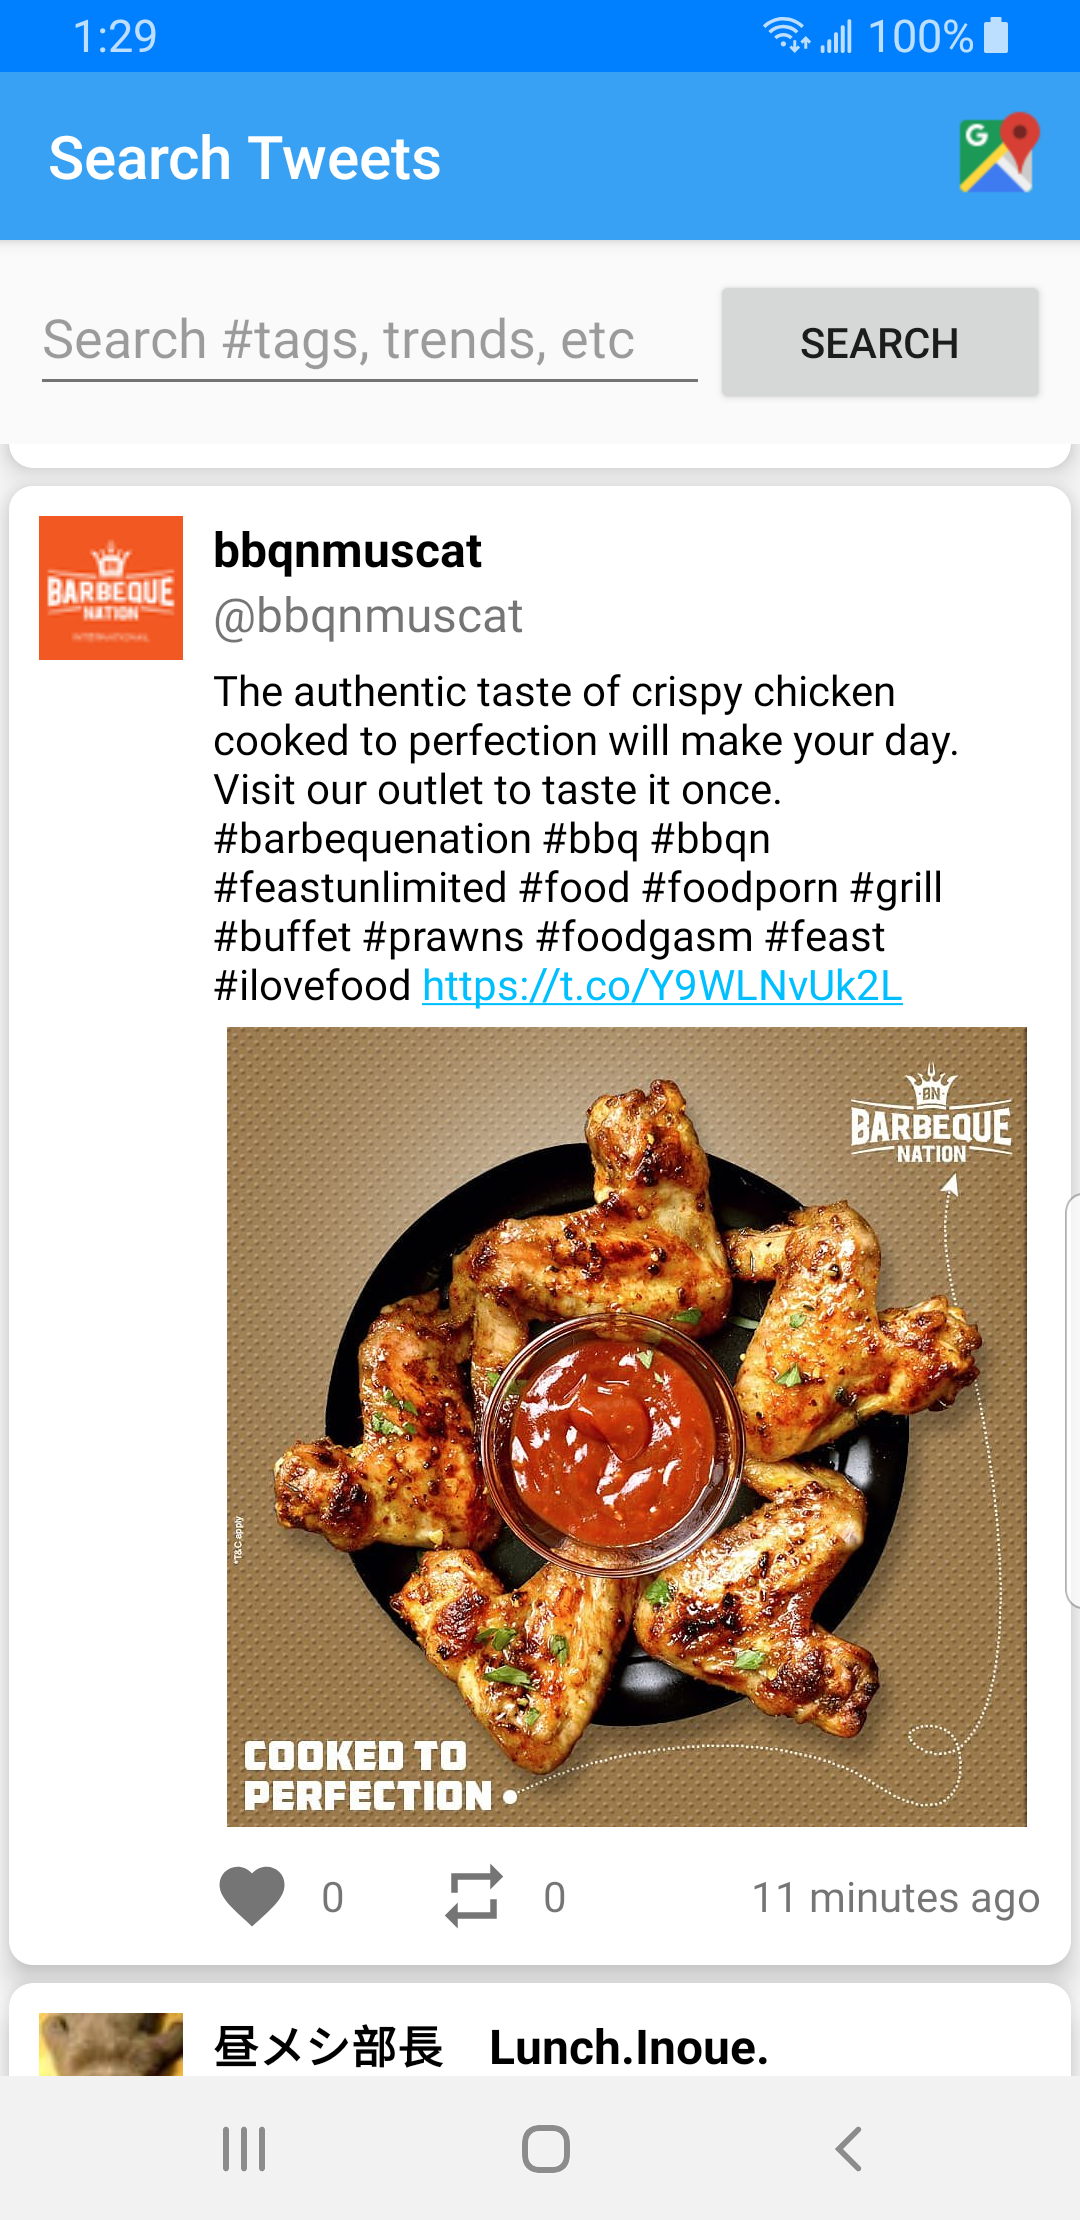 1:29
100%
Search Tweets
G
Search #tags, trends, etc
SEARCH
BARBEQUE
NATION
INTERNATIONAL
bbqnmuscat
@bbqnmuscat
The authentic taste of crispy chicken
cooked to perfection will make your day.
Visit our outlet to taste it once.
#barbequenation #bbq #bbqn
#feastunlimited #food #foodporn #grill
#buffet #prawns #foodgasm #feast
#ilovefood https://t.co/Y9WLNvUk2L
BN
BARBEQUE
NATION
*T&C apply
COOKED TO
PERFECTION
0
0
11 minutes ago
昼メシ部長　Lunch.Inoue.